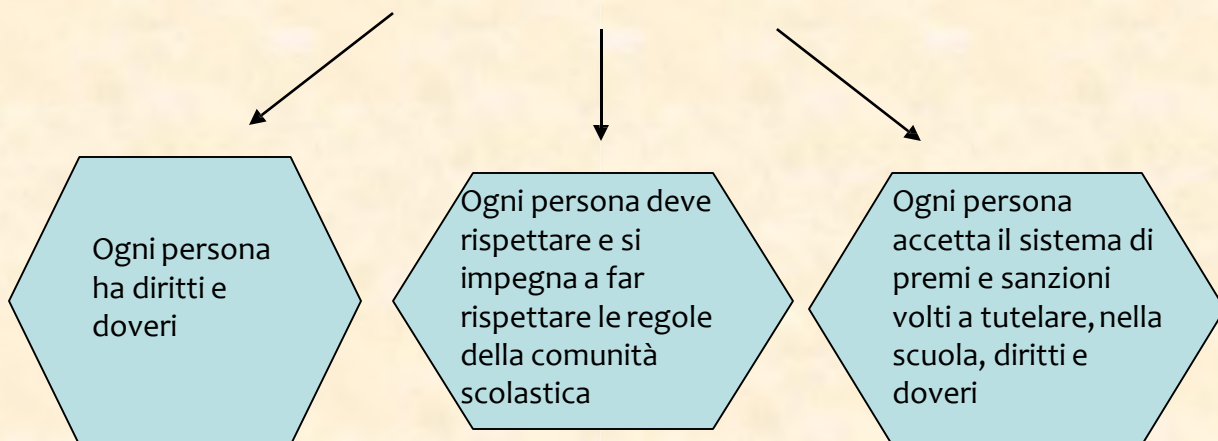 Ogni persona
ha diritti e
doveri
Ogni persona deve
rispettare e si
impegna a far
rispettare le regole
della comunità
scolastica
Ogni persona
accetta il sistema di
premi e sanzioni
volti a tutelare, nella
scuola, diritti e
doveri